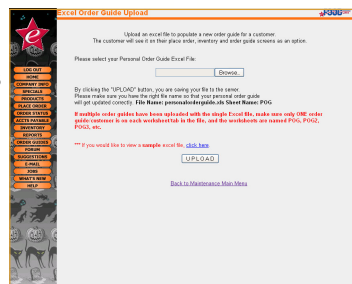 Excel Order Guide Upload
Upload an excel file to populate a new order guide for a customer.
The customer will see it on their place order, inventory and order guide screens as an option.
Please select your Personal Order Guide Excel File:
Browse..
By clicking the "UPLOAD" button, you are saving your file to the server.
Please make sure you have the right file name so that your personal order guide
will get updated correctly. File Name: personalorderguide.xls Sheet Name: POG
If multiple order guides have been uploaded with the single Excel file, make sure only ONE order
guide/customer is on each worksheet tab in the file, and the worksheets are named POG, POG2,
POG3, etc.
*** If you would like to view a sample excel file, click here
UPLOAD
Back to Maintenance Main Menu
e
LOG OUT
HOME
COMPANY INFO
SPECIALS
PRODUCTS
PLACE ORDER
ORDER STATUS
ACCTS PAYABLE
INVENTORY
REPORTS
ORDER GUIDES
FORUM
SUGGESTIONS
E-MAIL
JOBS
WHAT'S NEW
HELP